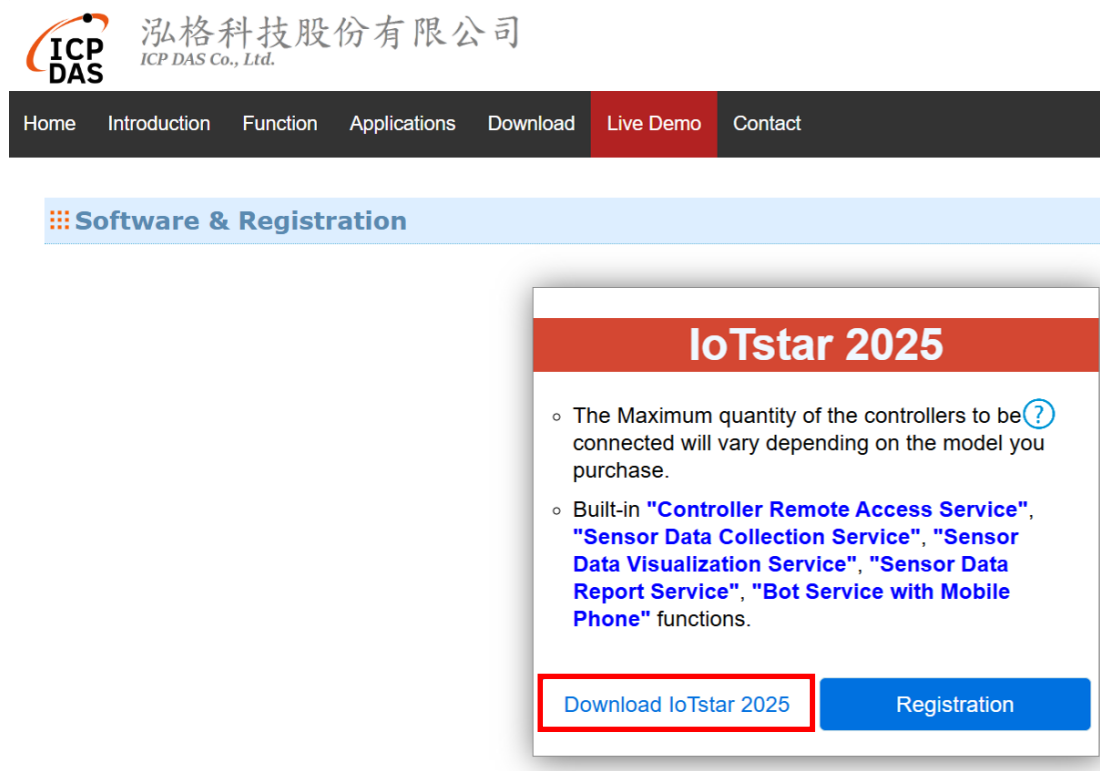 ICP
DAS
泓格科技股份有限公司
ICP DAS Co., Ltd.
Home Introduction Function Applications Download Live Demo Contact
Software & Registration
IoTstar 2025
The Maximum quantity of the controllers to be ?
connected will vary depending on the model you
purchase.
Built-in "Controller Remote Access Service",
"Sensor Data Collection Service", "Sensor
Data Visualization Service", "Sensor Data
Report Service", "Bot Service with Mobile
Phone" functions.
Download IoTstar 2025
Registration